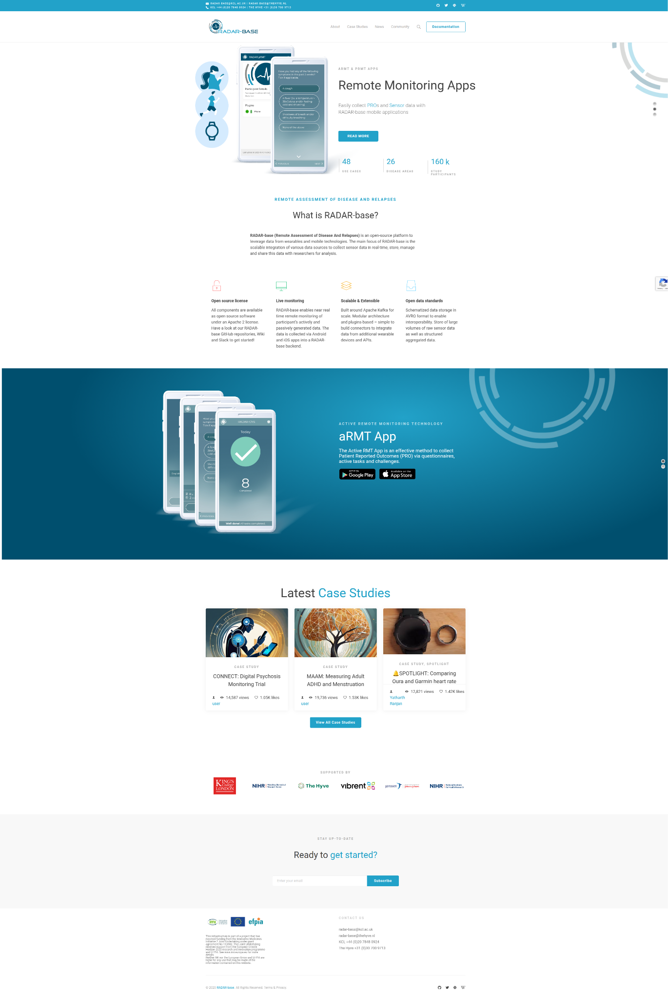 RADAR-BASE@KCL.AC.UK | RADAR-BASE@THEHYVE.NL
KCL +44 (0)20 7848 0924 | THE HYVE +31 (0)30 700 9713
RADAR-BASE
About
Case Studies
News
Community
Documentation
RADAR pRMT
Participant Details
Plugins
Phone
Have you had any of the following
symptoms in the past 2 weeks?
Tick if applicable.
A cough
A fever (i.e. a temperature >
38oCelsius and/or feeling
cold and shivering)
Shortness of breath and/or
difficulty breathing
None of the above
PREVIOUS
NEXT
ARMT & PRMT APPS
Remote Monitoring Apps
Easily collect PROs and Sensor data with
RADAR-base mobile applications
READ MORE
48
USE CASES
26
DISEASE AREAS
160 k
STUDY
PARTICIPANTS
REMOTE ASSESSMENT OF DISEASE AND RELAPSES
What is RADAR-base?
RADAR-base (Remote Assessment of Disease And Relapses) is an open-source platform to
leverage data from wearables and mobile technologies. The main focus of RADAR-base is the
scalable integration of various data sources to collect sensor data in real-time, store, manage
and share this data with researchers for analysis.
Open source license
All components are available
as open source software
under an Apache 2 license.
Have a look at our RADAR-
base GitHub repositories, Wiki
and Slack to get started!
Live monitoring
RADAR-base enables near real
time remote monitoring of
participant's actively and
passively generated data. The
data is collected via Android
and iOS apps into a RADAR-
base backend.
Scalable & Extensible
Built around Apache Kafka for
scale. Modular architecture
and plugins-based – simple to
build connectors to integrate
data from additional wearable
devices and APIs.
Open data standards
Schematized data storage in
AVRO format to enable
interoperability. Store of large
volumes of raw sensor data
as well as structured
aggregated data.
English
Have you
symptom
Tick if app
A cou
A feve
38oCe
cold a
Shortn
difficu
None
PREVIOUS
RADAR-CNS
Today
8
Completed
Well done! All tasks completed.
ACTIVE REMOTE MONITORING TECHNOLOGY
aRMT App
The Active RMT App is an effective method to collect
Patient Reported Outcomes (PRO) via questionnaires,
active tasks and challenges.
GET IT ON
Google Play
Available on the
App Store
Latest Case Studies
CASE STUDY
CONNECT: Digital Psychosis
Monitoring Trial
14,587 views
1.05K likes
user
CASE STUDY
MAAM: Measuring Adult
ADHD and Menstruation
19,736 views
1.53K likes
user
CASE STUDY, SPOTLIGHT
🔔SPOTLIGHT: Comparing
Oura and Garmin heart rate
12,821 views
1.42K likes
Yatharth
Ranjan
View All Case Studies
SUPPORTED BY
KING'S
College
LONDON
NIHR | Maudsley Biomedical
Research Centre
The Hyve
vibrent
janssen
Johnson&Johnson
NIHR | National Institute
for Health Research
STAY UP-TO-DATE
Ready to get started?
Enter your email
Subscribe
imi
efpia
This infrastructure is part of a project that has
received funding from the Innovative Medicines
Initiative 2 Joint Undertaking under grant
agreement No 115902. This Joint Undertaking
receives support from the European Union's
Horizon 2020 research and innovation programme
and EFPIA. See www.imi.europa.eu for more
details.
Neither IMI nor the European Union and EFPIA are
liable for any use that may be made of the
information contained on this website.
CONTACT US
radar-base@kcl.ac.uk
radar-base@thehyve.nl
KCL +44 (0)20 7848 0924
The Hyve +31 (0)30 700 9713
© 2020 RADAR-base. All Rights Reserved. Terms & Privacy.